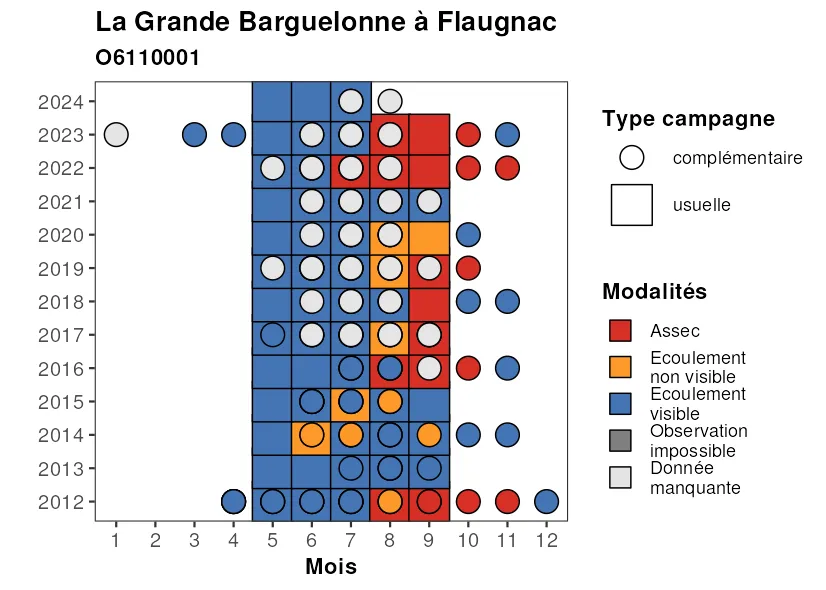 La Grande Barguelonne à Flaugnac
O6110001
2024
2023
2022
2021
2020
2019
2018
2017
2016
2015
2014
2013
2012
1 2 3 4 5 6 7 8 9 10 11 12
Mois
Type campagne
complémentaire
usuelle
Modalités
Assec
Ecoulement
non visible
Ecoulement
visible
Observation
impossible
Donnée
manquante